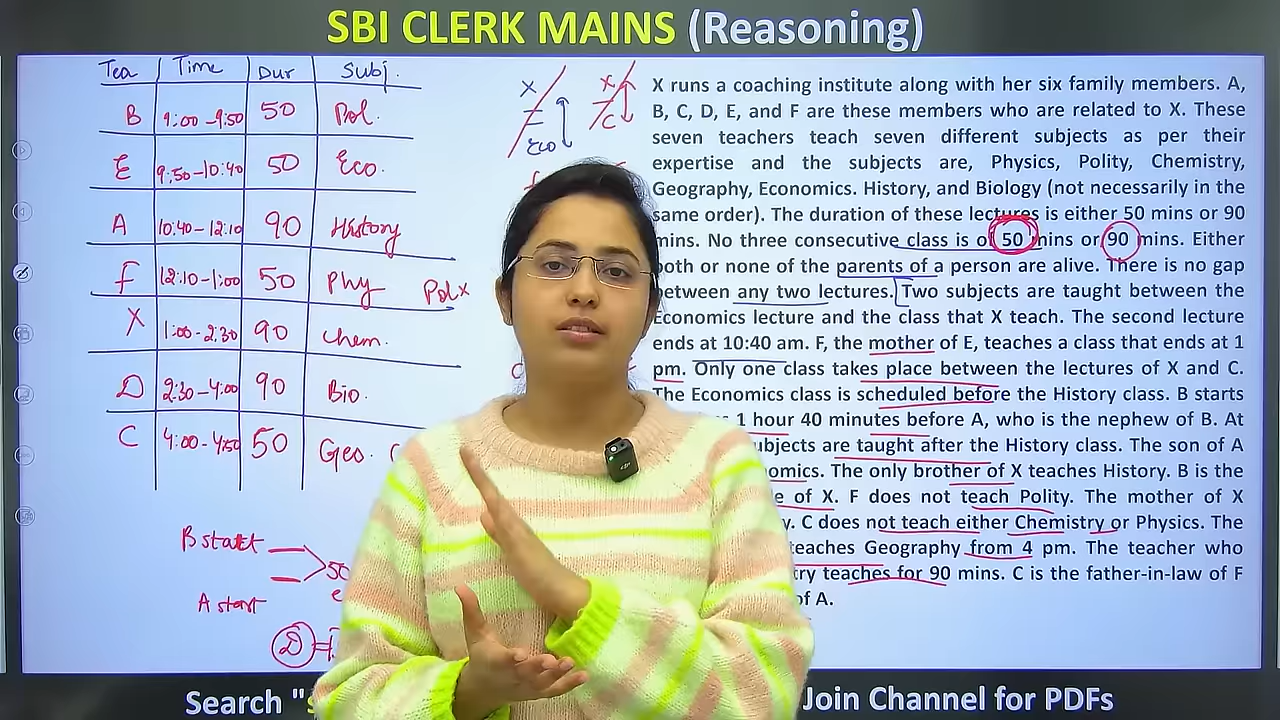 SBI CLERK MAINS (Reasoning)
Tea Time Dur Subj.
B 9:00-9:50 50 Pol.
E 9:50-10:40 50 Eco.
A 10:40-12:10 90 History
F 12:10-1:00 50 Phy Pol x
X 1:00-2:30 90 Chem.
D 2:30-4:00 90 Bio.
C 4:00-4:50 50 Geo.
B start
A start
50
D
X
Eco
X
C
X runs a coaching institute along with her six family members. A,
B, C, D, E, and F are these members who are related to X. These
seven teachers teach seven different subjects as per their
expertise and the subjects are, Physics, Polity, Chemistry,
Geography, Economics. History, and Biology (not necessarily in the
same order). The duration of these lectures is either 50 mins or 90
mins. No three consecutive class is of 50 mins or 90 mins. Either
both or none of the parents of a person are alive. There is no gap
between any two lectures. Two subjects are taught between the
Economics lecture and the class that X teach. The second lecture
ends at 10:40 am. F, the mother of E, teaches a class that ends at 1
pm. Only one class takes place between the lectures of X and C.
The Economics class is scheduled before the History class. B starts
1 hour 40 minutes before A, who is the nephew of B. At
are taught after the History class. The son of A
The only brother of X teaches History. B is the
of X. F does not teach Polity. The mother of X
C does not teach either Chemistry or Physics. The
teaches Geography from 4 pm. The teacher who
teaches for 90 mins. C is the father-in-law of F
of A.
Search "
Join Channel for PDFs